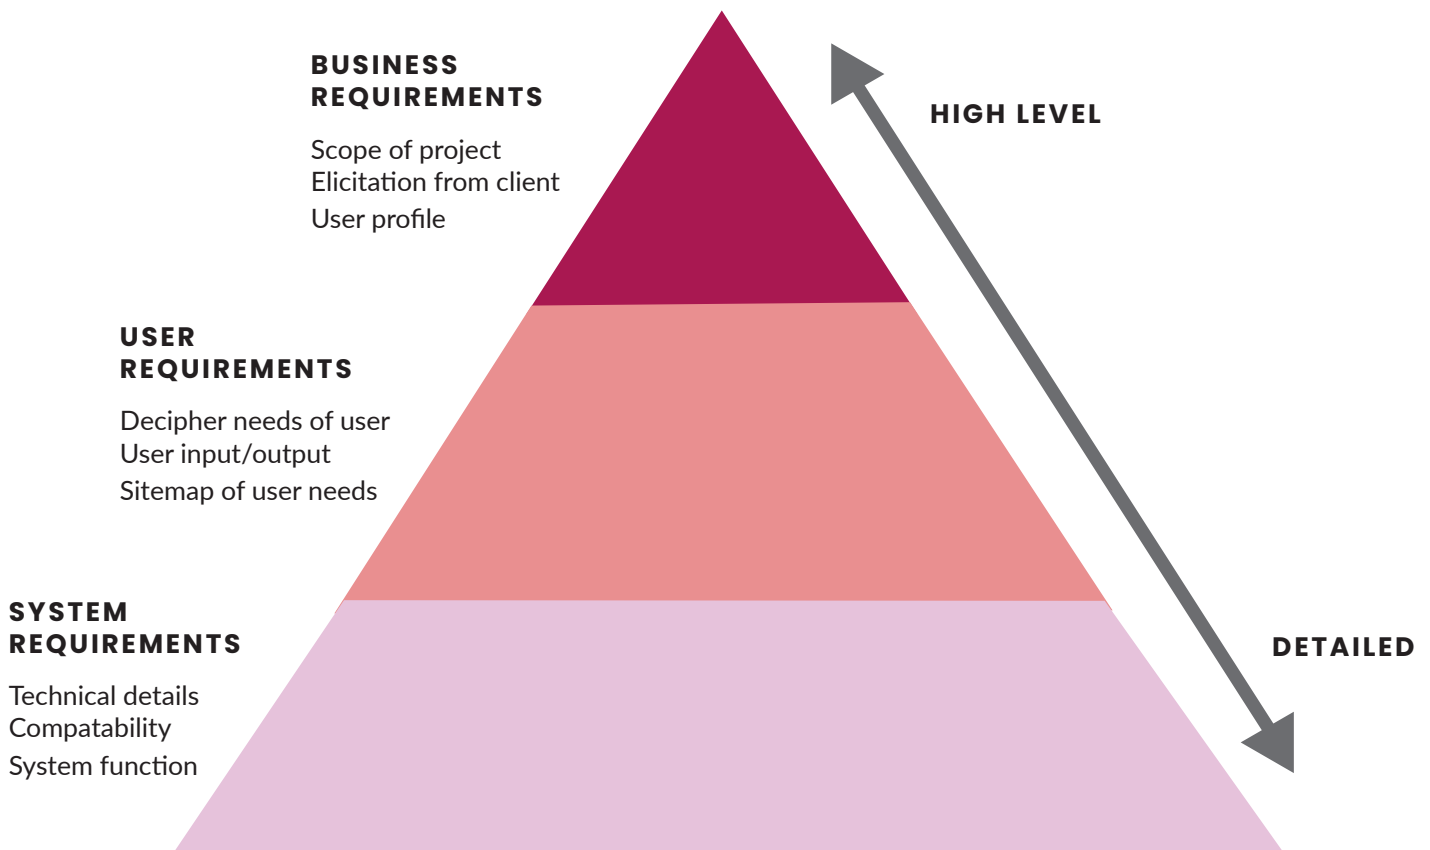 BUSINESS
REQUIREMENTS
Scope of project
Elicitation from client
User profile
HIGH LEVEL
USER
REQUIREMENTS
Decipher needs of user
User input/output
Sitemap of user needs
SYSTEM
REQUIREMENTS
Technical details
Compatability
System function
DETAILED